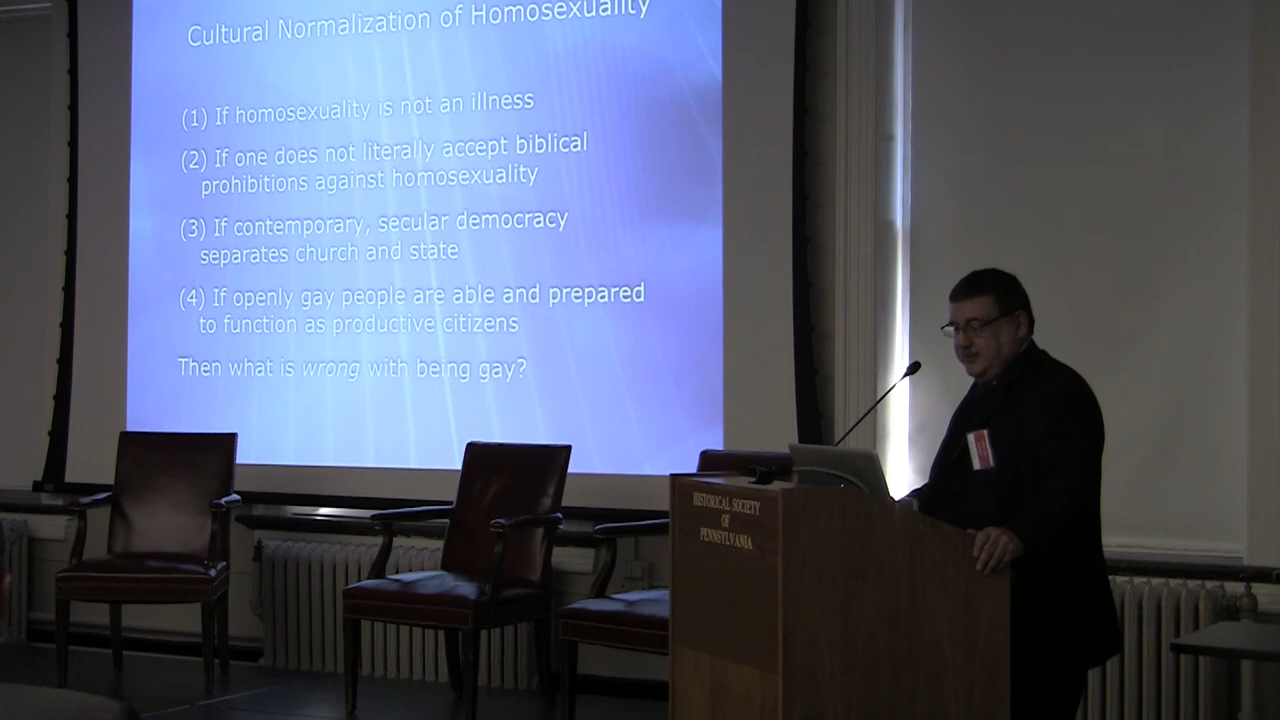 Cultural Normalization of Homosexuality
(1) If homosexuality is not an illness
(2) If one does not literally accept biblical
prohibitions against homosexuality
(3) If contemporary, secular democracy
separates church and state
(4) If openly gay people are able and prepared
to function as productive citizens
Then what is wrong with being gay?
HISTORICAL SOCIETY
OF
PENNSYLVANIA